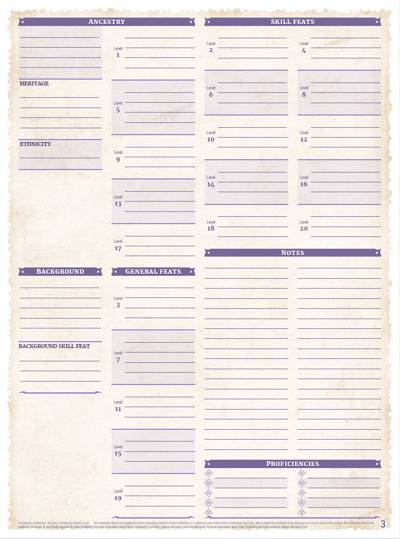 ANCESTRY
Level
1
HERITAGE
Level
5
ETHNICITY
Level
9
Level
13
Level
17
SKILL FEATS
Level
2
Level
4
Level
6
Level
8
Level
10
Level
12
Level
14
Level
16
Level
18
Level
20
BACKGROUND
BACKGROUND SKILL FEAT
GENERAL FEATS
Level
3
Level
7
Level
11
Level
15
Level
19
NOTES
PROFICIENCIES
3